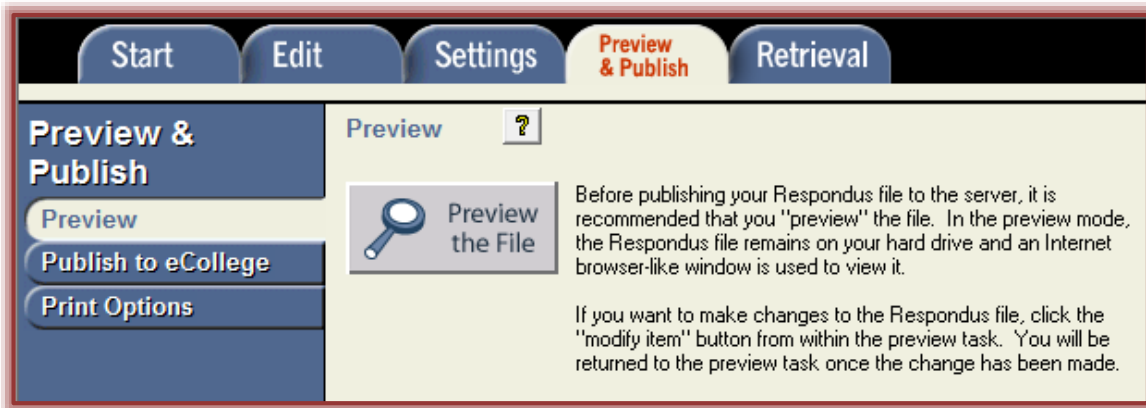 Start
Edit
Settings
Preview
& Publish
Retrieval
Preview &
Publish
Preview
Publish to eCollege
Print Options
Preview
?
Preview
the File
Before publishing your Respondus file to the server, it is
recommended that you "preview" the file. In the preview mode,
the Respondus file remains on your hard drive and an Internet
browser-like window is used to view it.
If you want to make changes to the Respondus file, click the
"modify item" button from within the preview task. You will be
returned to the preview task once the change has been made.